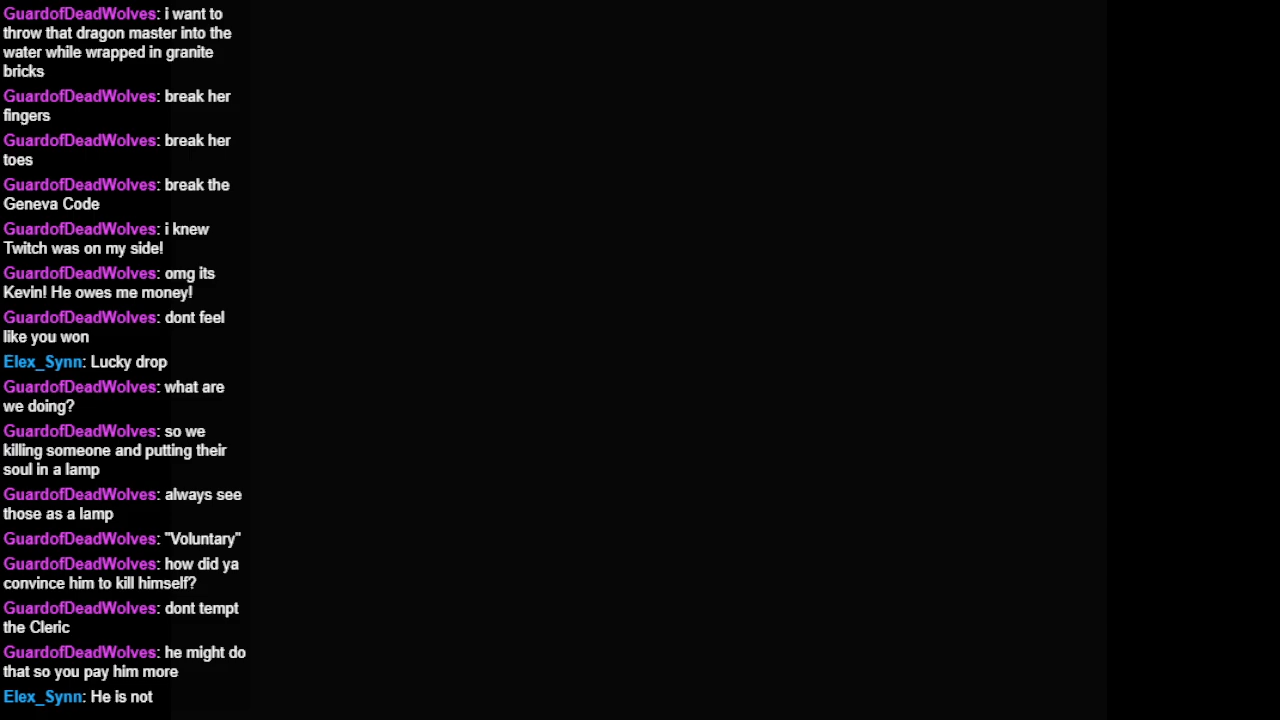 GuardofDeadWolves: i want to
throw that dragon master into the
water while wrapped in granite
bricks
GuardofDeadWolves: break her
fingers
GuardofDeadWolves: break her
toes
GuardofDeadWolves: break the
Geneva Code
GuardofDeadWolves: i knew
Twitch was on my side!
GuardofDeadWolves: omg its
Kevin! He owes me money!
GuardofDeadWolves: dont feel
like you won
Elex_Synn: Lucky drop
GuardofDeadWolves: what are
we doing?
GuardofDeadWolves: so we
killing someone and putting their
soul in a lamp
GuardofDeadWolves: always see
those as a lamp
GuardofDeadWolves: "Voluntary"
GuardofDeadWolves: how did ya
convince him to kill himself?
GuardofDeadWolves: dont tempt
the Cleric
GuardofDeadWolves: he might do
that so you pay him more
Elex_Synn: He is not